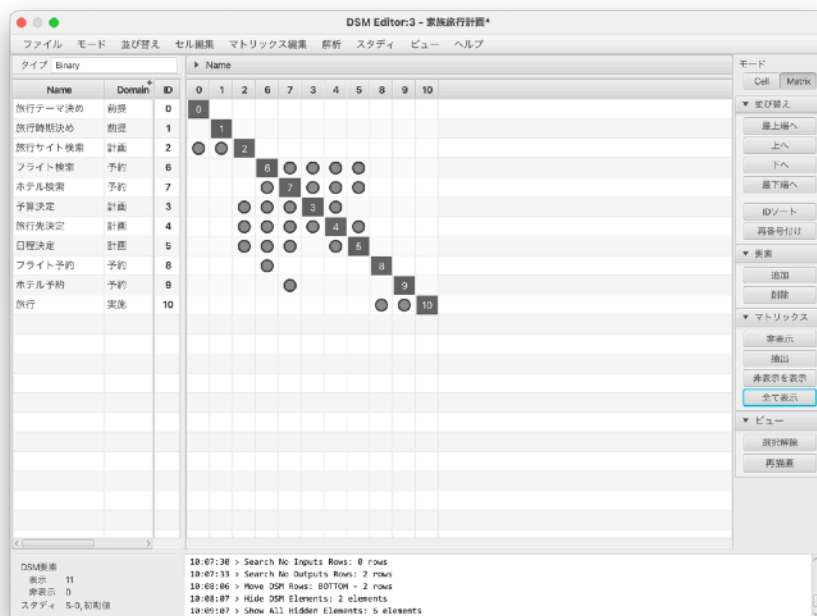 DSM Editor:3 - 家族旅行計画*
ファイル モード 並び替え セル編集 マトリックス編集 解析 スタディ ビュー ヘルプ
タイプ Binary
Name
モード
Cell Matrix
Name Domain ID 0 1 2 6 7 3 4 5 8 9 10
旅行テーマ決め 前提 0 0
旅行時期決め 前提 1 1
旅行サイト検索 計画 2 2
フライト検索 予約 6 6
ホテル検索 予約 7 7
予算決定 計画 3 3
旅行先決定 計画 4 4
日程決定 計画 5 5
フライト予約 予約 8 8
ホテル予約 予約 9 9
旅行 実施 10 10
並び替え
最上端へ
上へ
下へ
最下端へ
IDソート
再番号付け
要素
追加
削除
マトリックス
非表示
抽出
非表示を表示
全て表示
ビュー
選択解除
再描画
DSM要素
表示 11
非表示 0
スタディ S-0,初期値
10:07:30 > Search No Inputs Rows: 0 rows
10:07:33 > Search No Outputs Rows: 2 rows
10:08:06 > Move DSM Rows: BOTTOM - 2 rows
10:08:07 > Hide DSM Elements: 2 elements
10:09:07 > Show All Hidden Elements: 6 elements